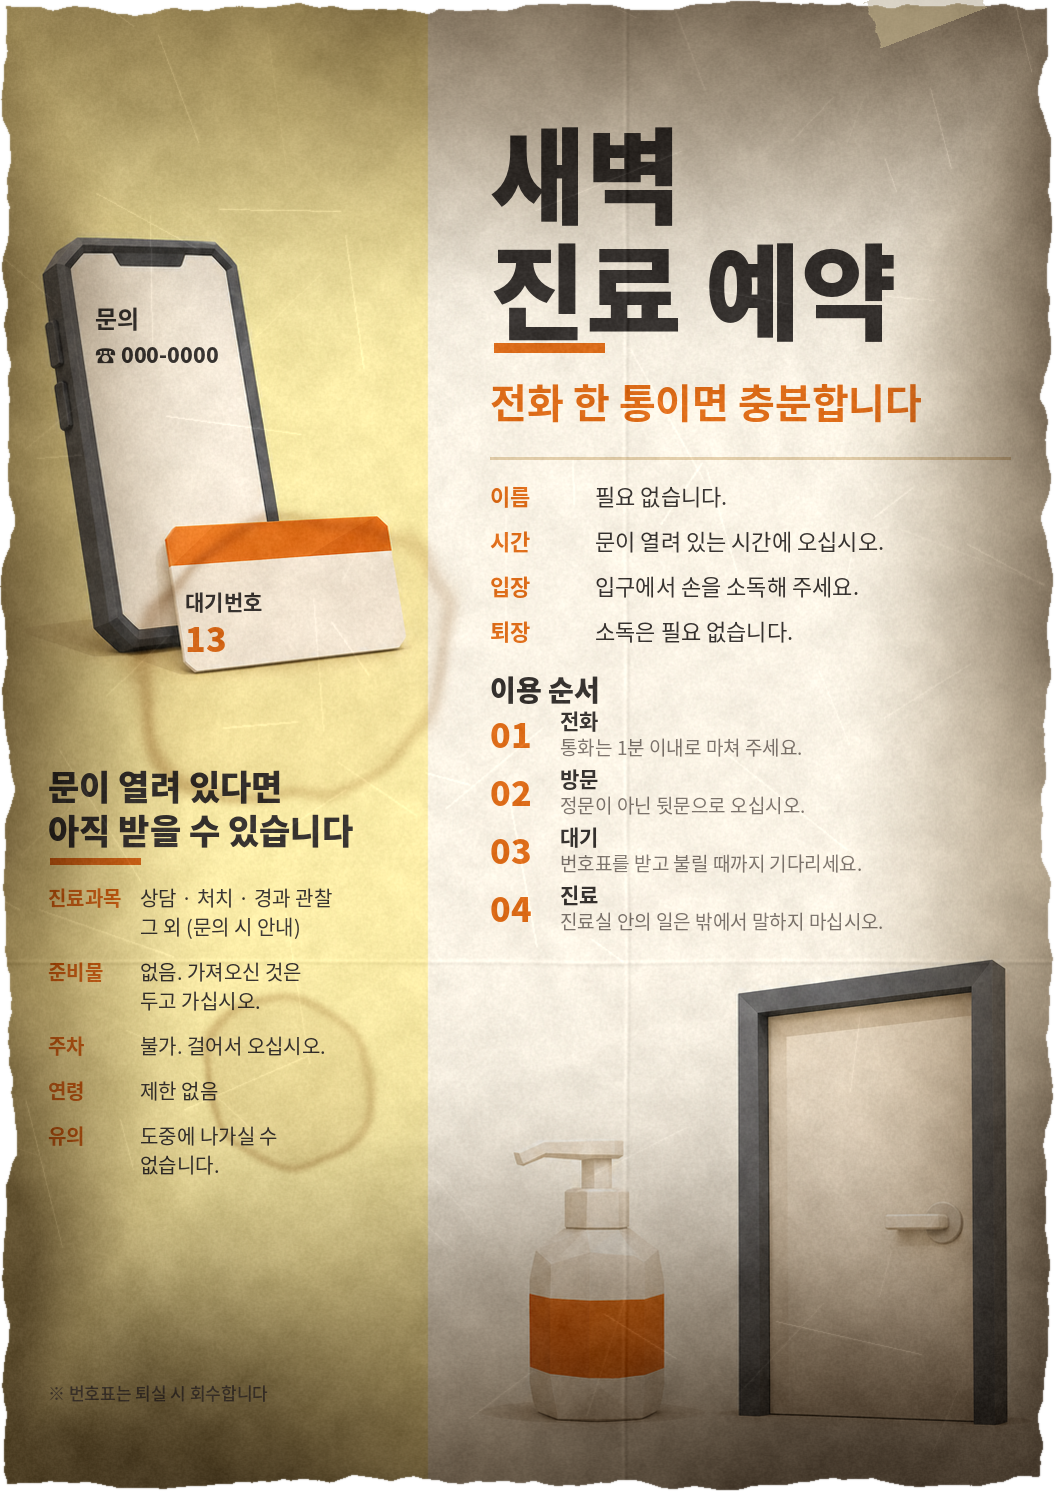 새벽
진료 예약
전화 한 통이면 충분합니다
이름 필요 없습니다.
시간 문이 열려 있는 시간에 오십시오.
입장 입구에서 손을 소독해 주세요.
퇴장 소독은 필요 없습니다.
이용 순서
01 전화
통화는 1분 이내로 마쳐 주세요.
02 방문
정문이 아닌 뒷문으로 오십시오.
03 대기
번호표를 받고 불릴 때까지 기다리세요.
04 진료
진료실 안의 일은 밖에서 말하지 마십시오.
문의
☎ 000-0000
대기번호
13
문이 열려 있다면
아직 받을 수 있습니다
진료과목 상담 · 처치 · 경과 관찰
그 외 (문의 시 안내)
준비물 없음. 가져오신 것은
두고 가십시오.
주차 불가. 걸어서 오십시오.
연령 제한 없음
유의 도중에 나가실 수
없습니다.
※ 번호표는 퇴실 시 회수합니다